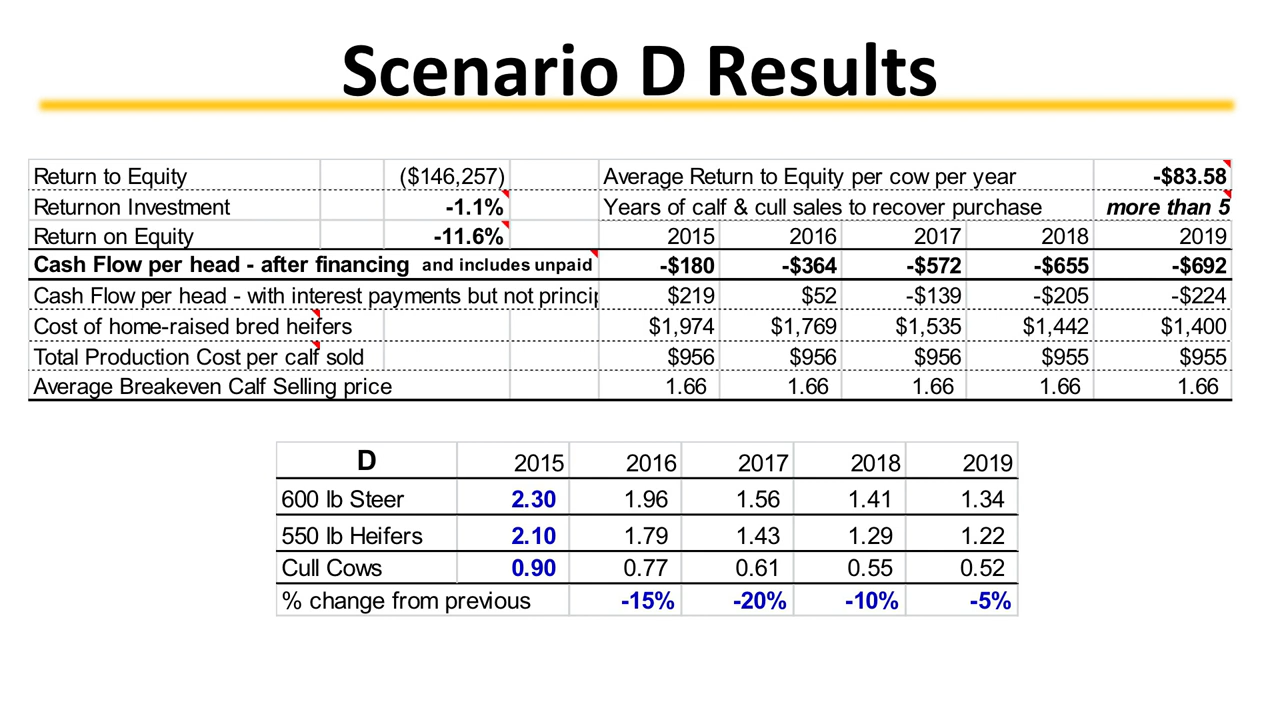 Scenario D Results
Return to Equity ($146,257) Average Return to Equity per cow per year -$83.58
Returnon Investment -1.1% Years of calf & cull sales to recover purchase more than 5
Return on Equity -11.6% 2015 2016 2017 2018 2019
Cash Flow per head - after financing and includes unpaid -$180 -$364 -$572 -$655 -$692
Cash Flow per head - with interest payments but not princip $219 $52 -$139 -$205 -$224
Cost of home-raised bred heifers $1,974 $1,769 $1,535 $1,442 $1,400
Total Production Cost per calf sold $956 $956 $956 $955 $955
Average Breakeven Calf Selling price 1.66 1.66 1.66 1.66 1.66
D 2015 2016 2017 2018 2019
600 lb Steer 2.30 1.96 1.56 1.41 1.34
550 lb Heifers 2.10 1.79 1.43 1.29 1.22
Cull Cows 0.90 0.77 0.61 0.55 0.52
% change from previous -15% -20% -10% -5%